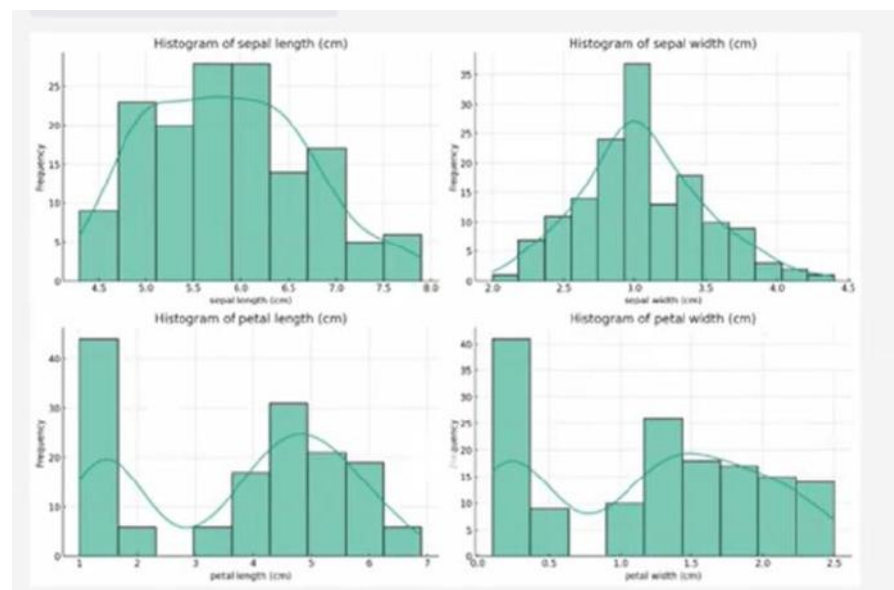 Histogram of sepal length (cm)
Frequency
25
20
15
10
5
0
4.5 5.0 5.5 6.0 6.5 7.0 7.5 8.0
sepal length (cm)
Histogram of sepal width (cm)
Frequency
35
30
25
20
15
10
5
0
2.0 2.5 3.0 3.5 4.0 4.5
sepal width (cm)
Histogram of petal length (cm)
Frequency
40
30
20
10
0
1 2 3 4 5 6 7
petal length (cm)
Histogram of petal width (cm)
Frequency
40
35
30
25
20
15
10
5
0
0.0 0.5 1.0 1.5 2.0 2.5
petal width (cm)